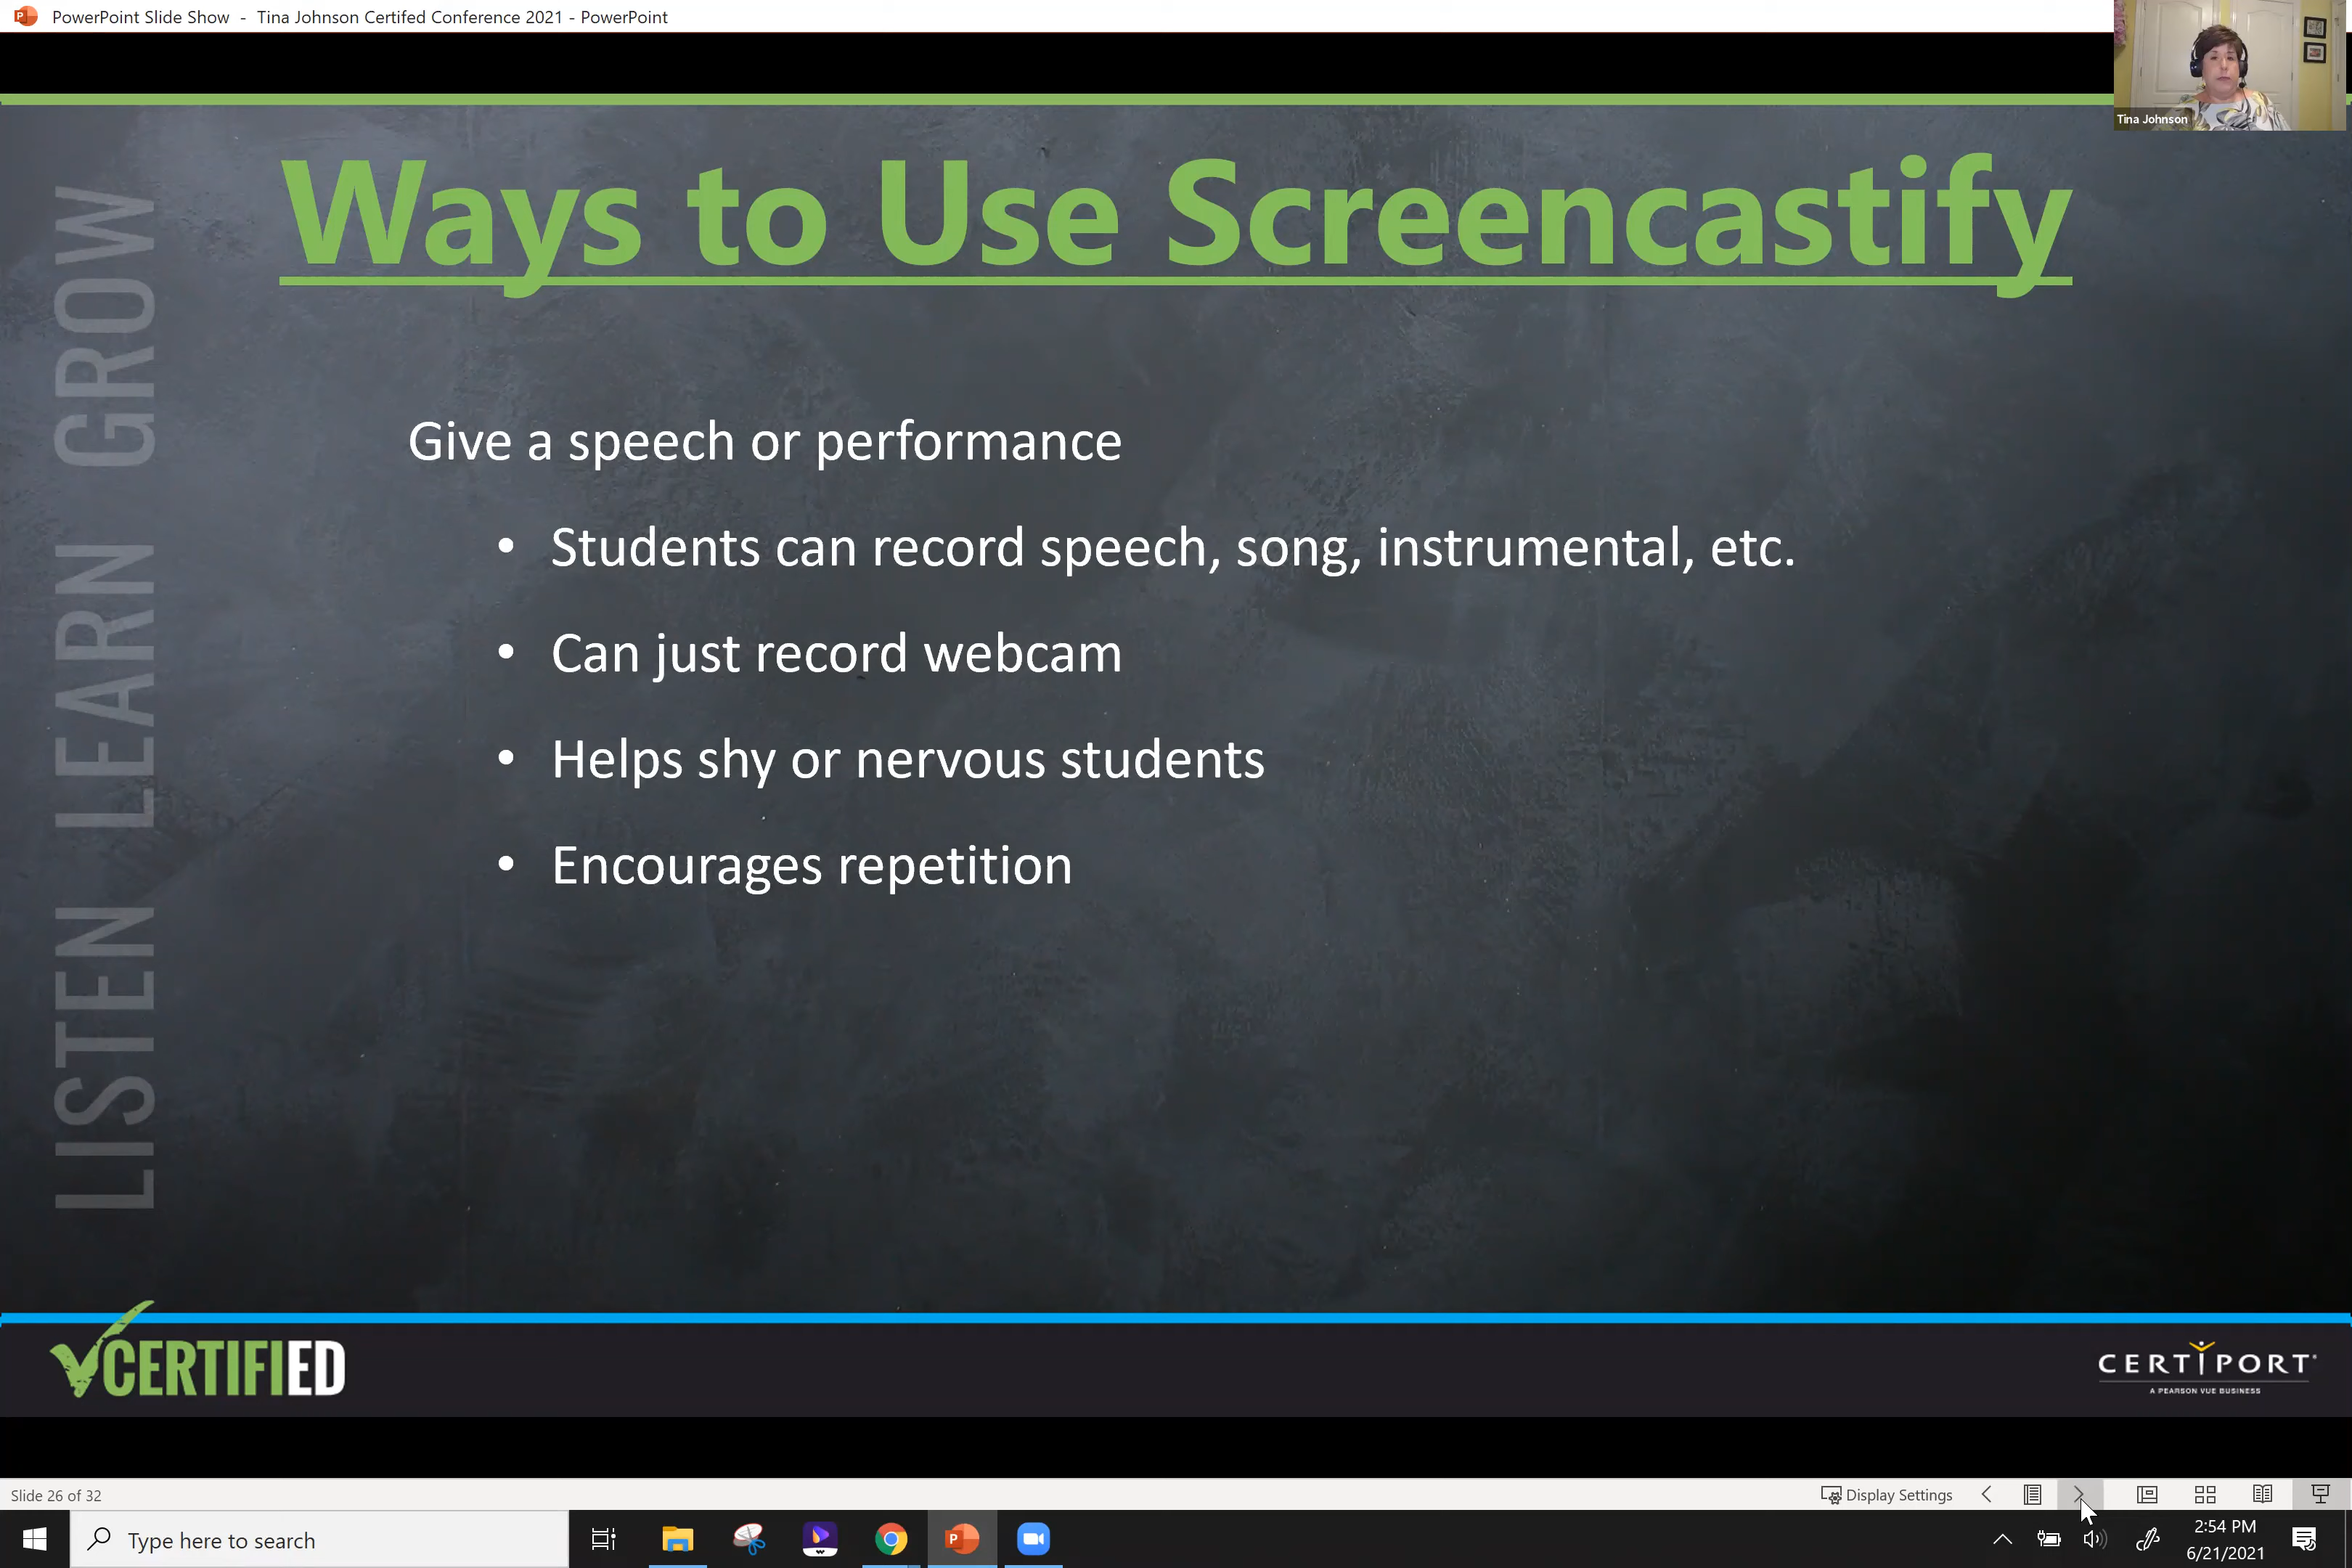 PowerPoint Slide Show - Tina Johnson Certifed Conference 2021 - PowerPoint
Tina Johnson
Ways to Use Screencastify
LISTEN LEARN GROW
Give a speech or performance
• Students can record speech, song, instrumental, etc.
• Can just record webcam
• Helps shy or nervous students
• Encourages repetition
CERTIFIED
CERTIPORT
A PEARSON VUE BUSINESS
Slide 26 of 32
Display Settings
Type here to search
2:54 PM
6/21/2021